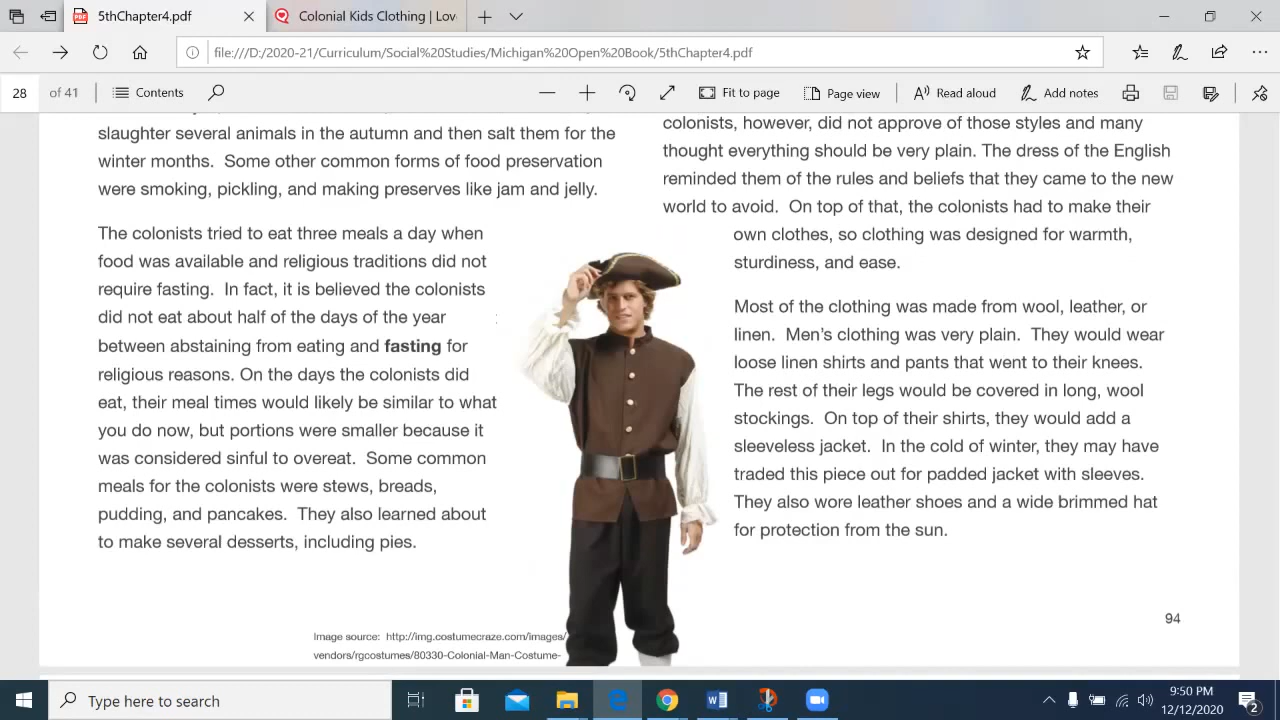 5thChapter4.pdf
Colonial Kids Clothing | Lov
file:///D:/2020-21/Curriculum/Social%20Studies/Michigan%20Open%20Book/5thChapter4.pdf
28 of 41
Contents
Fit to page
Page view
Read aloud
Add notes
slaughter several animals in the autumn and then salt them for the
winter months. Some other common forms of food preservation
were smoking, pickling, and making preserves like jam and jelly.
The colonists tried to eat three meals a day when
food was available and religious traditions did not
require fasting. In fact, it is believed the colonists
did not eat about half of the days of the year
between abstaining from eating and fasting for
religious reasons. On the days the colonists did
eat, their meal times would likely be similar to what
you do now, but portions were smaller because it
was considered sinful to overeat. Some common
meals for the colonists were stews, breads,
pudding, and pancakes. They also learned about
to make several desserts, including pies.
Image source: http://img.costumecraze.com/images/
vendors/rgcostumes/80330-Colonial-Man-Costume-
colonists, however, did not approve of those styles and many
thought everything should be very plain. The dress of the English
reminded them of the rules and beliefs that they came to the new
world to avoid. On top of that, the colonists had to make their
own clothes, so clothing was designed for warmth,
sturdiness, and ease.
Most of the clothing was made from wool, leather, or
linen. Men's clothing was very plain. They would wear
loose linen shirts and pants that went to their knees.
The rest of their legs would be covered in long, wool
stockings. On top of their shirts, they would add a
sleeveless jacket. In the cold of winter, they may have
traded this piece out for padded jacket with sleeves.
They also wore leather shoes and a wide brimmed hat
for protection from the sun.
94
Type here to search
9:50 PM
12/12/2020
2